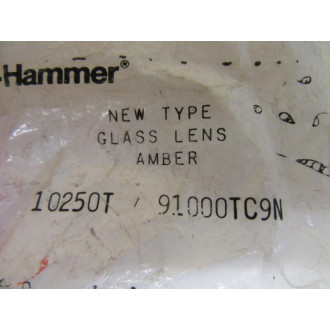 -Hammer®
NEW TYPE
GLASS LENS
AMBER
10250T / 91000TC9N